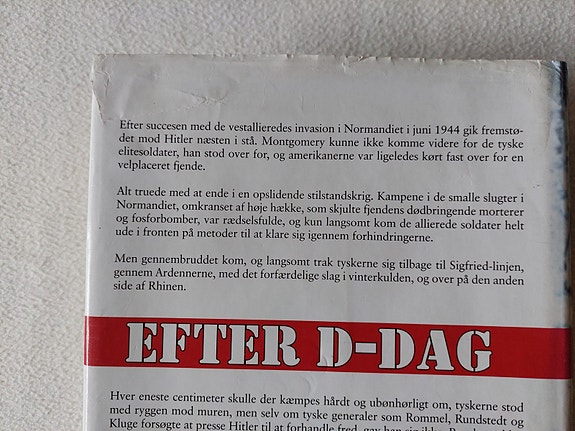 Efter succesen med de vestallieredes invasion i Normandiet i juni 1944 gik fremstø-
det mod Hitler næsten i stå. Montgomery kunne ikke komme videre for de tyske
elitesoldater, han stod over for, og amerikanerne var ligeledes kørt fast over for en
velplaceret fjende.
Alt truede med at ende i en opslidende stilstandskrig. Kampene i de smalle slugter i
Normandiet, omkranset af høje hække, som skjulte fjendens dødbringende morterer
og fosforbomber, var rædselsfulde, og kun langsomt kom de allierede soldater helt
ude i fronten på metoder til at klare sig igennem forhindringerne.
Men gennembruddet kom, og langsomt trak tyskerne sig tilbage til Sigfried-linjen,
gennem Ardennerne, med det forfærdelige slag i vinterkulden, og over på den anden
side af Rhinen.
EFTER D-DAG
Hver eneste centimeter skulle der kæmpes hårdt og ubønhørligt om, tyskerne stod
med ryggen mod muren, men selv om tyske generaler som Rommel, Rundstedt og
Kluge forsøgte at presse Hitler til at forhandle fred, gav han sig ikke.